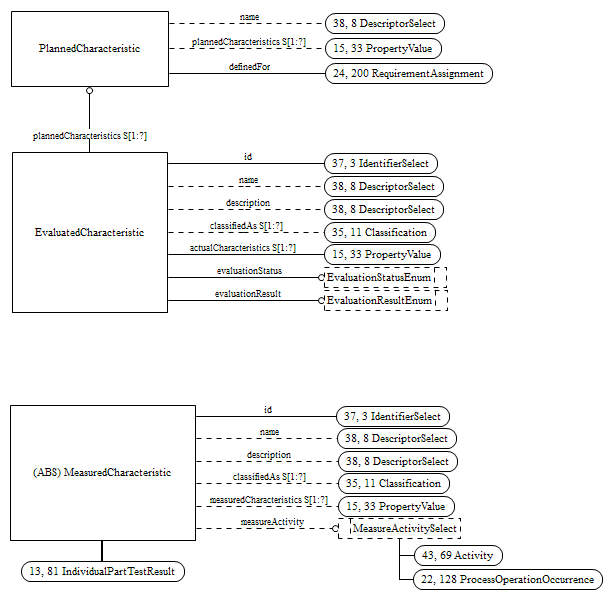 name
38, 8 DescriptorSelect
PlannedCharacteristic
plannedCharacteristics S[1:?]
15, 33 PropertyValue
definedFor
24, 200 RequirementAssignment
plannedCharacteristics S[1:?]
EvaluatedCharacteristic
id
37, 3 IdentifierSelect
name
38, 8 DescriptorSelect
description
38, 8 DescriptorSelect
classifiedAs S[1:?]
35, 11 Classification
actualCharacteristics S[1:?]
15, 33 PropertyValue
evaluationStatus
EvaluationStatusEnum
evaluationResult
EvaluationResultEnum
(ABS) MeasuredCharacteristic
id
37, 3 IdentifierSelect
name
38, 8 DescriptorSelect
description
38, 8 DescriptorSelect
classifiedAs S[1:?]
35, 11 Classification
measuredCharacteristics S[1:?]
15, 33 PropertyValue
measureActivity
MeasureActivitySelect
43, 69 Activity
22, 128 ProcessOperationOccurrence
13, 81 IndividualPartTestResult